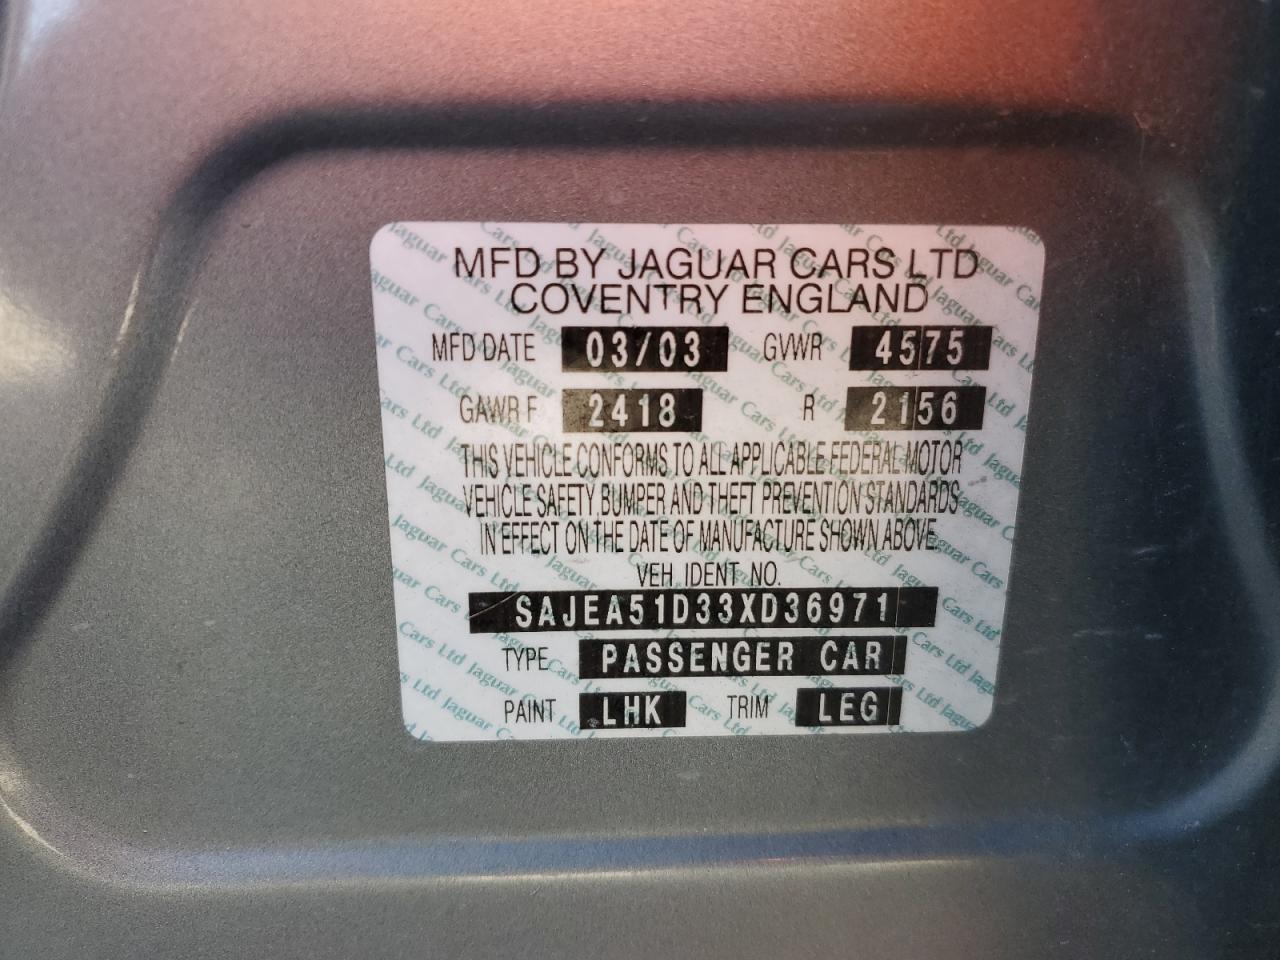 MFD BY JAGUAR CARS LTD
COVENTRY ENGLAND
MFD DATE 03/03 GVWR 4575
GAWR F 2418 R 2156
THIS VEHICLE CONFORMS TO ALL APPLICABLE FEDERAL MOTOR
VEHICLE SAFETY, BUMPER AND THEFT PREVENTION STANDARDS
IN EFFECT ON THE DATE OF MANUFACTURE SHOWN ABOVE.
VEH. IDENT. NO.
SAJEA51D33XD36971
TYPE PASSENGER CAR
PAINT LHK TRIM LEG